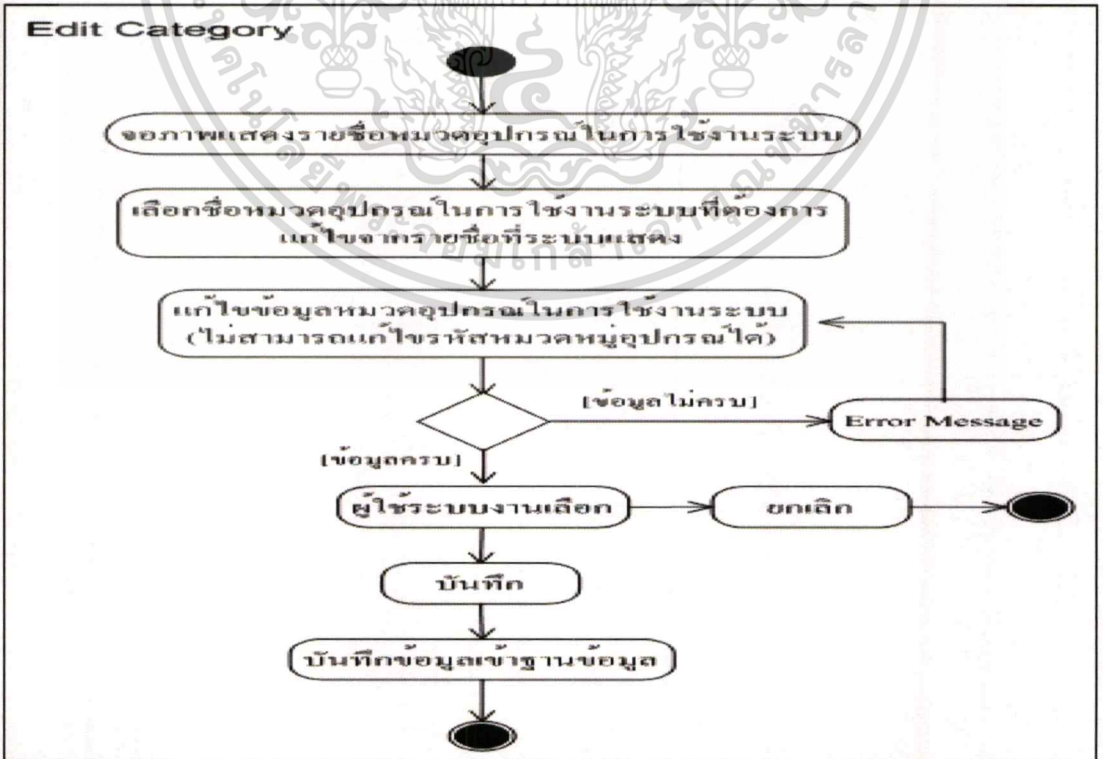 Edit Category
จอภาพแสดงรายชื่อหมวดอุปกรณ์ในการใช้งานระบบ
เลือกชื่อหมวดอุปกรณ์ในการใช้งานระบบที่ต้องการ
แก้ไขจากรายชื่อที่ระบบแสดง
แก้ไขข้อมูลหมวดอุปกรณ์ในการใช้งานระบบ
(ไม่สามารถแก้ไขรหัสหมวดหมู่อุปกรณ์ได้)
[ข้อมูลไม่ครบ]
Error Message
[ข้อมูลครบ]
ผู้ใช้ระบบงานเลือก
ยกเลิก
บันทึก
บันทึกข้อมูลเข้าฐานข้อมูล